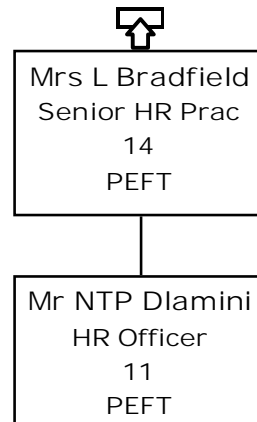 Mrs L Bradfield
Senior HR Prac
14
PEFT
Mr NTP Dlamini
HR Officer
11
PEFT